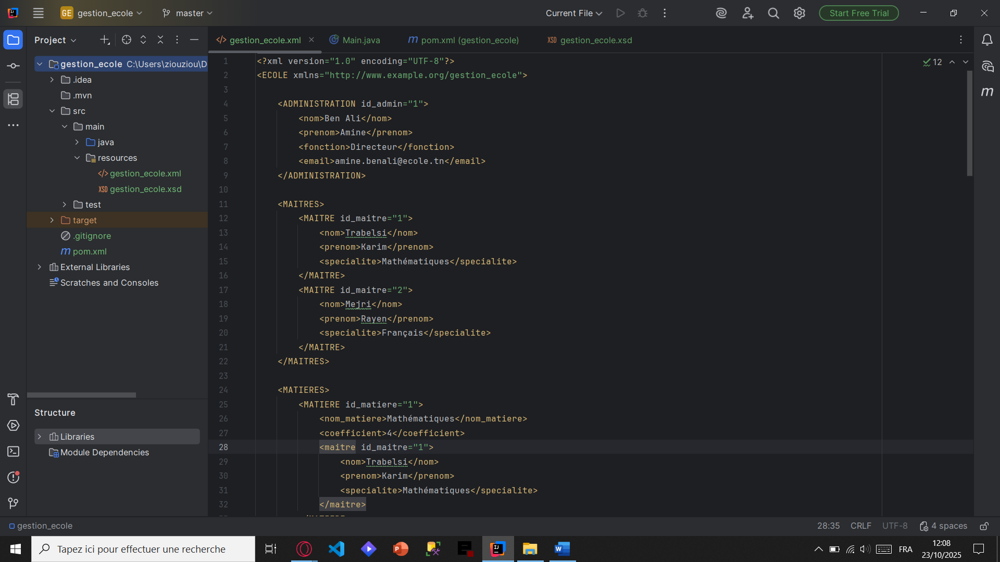 GE gestion_ecole master Current File Start Free Trial
Project
gestion_ecole.xml Main.java m pom.xml (gestion_ecole) XSD gestion_ecole.xsd
gestion_ecole C:\Users\ziouziou\D
.idea
.mvn
src
main
java
resources
gestion_ecole.xml
XSD gestion_ecole.xsd
test
target
.gitignore
m pom.xml
External Libraries
Scratches and Consoles
Structure
Libraries
Module Dependencies
12
1 <?xml version="1.0" encoding="UTF-8"?>
2 <ECOLE xmlns="http://www.example.org/gestion_ecole">
3
4 <ADMINISTRATION id_admin="1">
5 <nom>Ben Ali</nom>
6 <prenom>Amine</prenom>
7 <fonction>Directeur</fonction>
8 <email>amine.benali@ecole.tn</email>
9 </ADMINISTRATION>
10
11 <MAITRES>
12 <MAITRE id_maitre="1">
13 <nom>Trabelsi</nom>
14 <prenom>Karim</prenom>
15 <specialite>Mathématiques</specialite>
16 </MAITRE>
17 <MAITRE id_maitre="2">
18 <nom>Mejri</nom>
19 <prenom>Rayen</prenom>
20 <specialite>Français</specialite>
21 </MAITRE>
22 </MAITRES>
23
24 <MATIERES>
25 <MATIERE id_matiere="1">
26 <nom_matiere>Mathématiques</nom_matiere>
27 <coefficient>4</coefficient>
28 <maitre id_maitre="1">
29 <nom>Trabelsi</nom>
30 <prenom>Karim</prenom>
31 <specialite>Mathématiques</specialite>
32 </maitre>
m
gestion_ecole 28:35 CRLF UTF-8 4 spaces
Tapez ici pour effectuer une recherche
FRA
12:08
23/10/2025